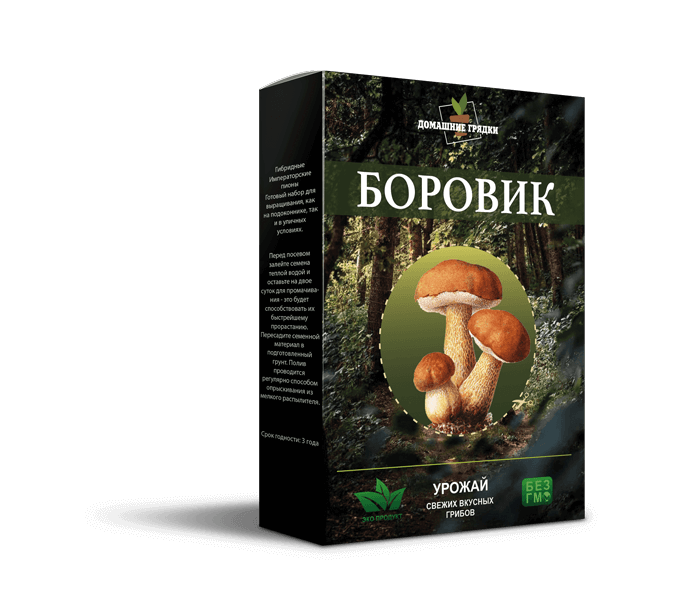 Гибридные
Императорские
пионы
Готовый набор для
выращивания, как
на подоконнике, так
и в уличных
условиях.
Перед посевом
залейте семена
теплой водой и
оставьте на двое
суток для промачива-
ния - это будет
способствовать их
быстрейшему
прорастанию.
Пересадите семенной
материал в
подготовленный
грунт. Полив
проводится
регулярно способом
опрыскивания из
мелкого распылителя.
Срок годности: 3 года
ДОМАШНИЕ ГРЯДКИ
БОРОВИК
ЭКО ПРОДУКТ
УРОЖАЙ
СВЕЖИХ ВКУСНЫХ
ГРИБОВ
БЕЗ
ГМО